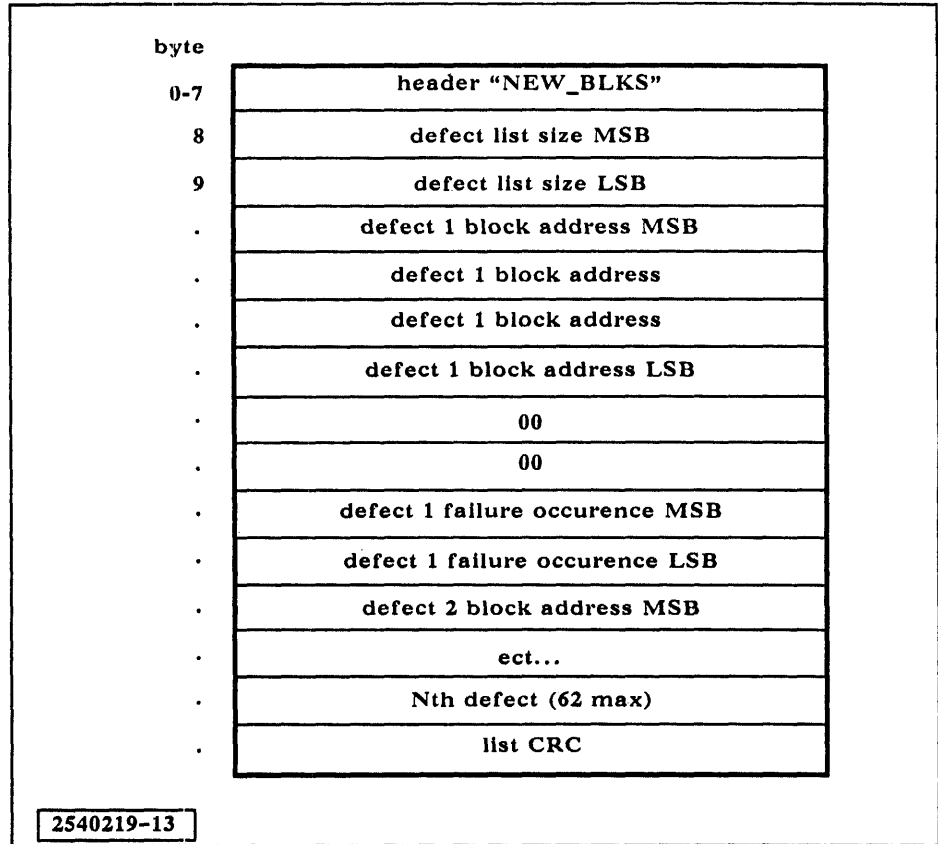 byte
0-7 header “NEW_BLKS”
8 defect list size MSB
9 defect list size LSB
. defect 1 block address MSB
. defect 1 block address
. defect 1 block address
. defect 1 block address LSB
. 00
. 00
. defect 1 failure occurence MSB
. defect 1 failure occurence LSB
. defect 2 block address MSB
. ect...
. Nth defect (62 max)
. list CRC
2540219-13